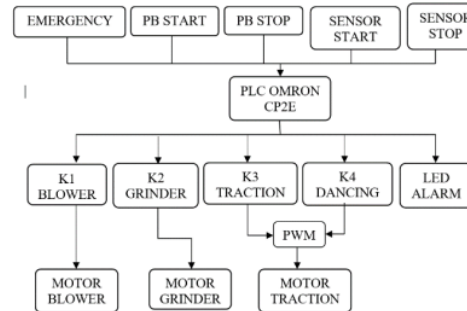 EMERGENCY
PB START
PB STOP
SENSOR
START
SENSOR
STOP
PLC OMRON
CP2E
K1
BLOWER
K2
GRINDER
K3
TRACTION
K4
DANCING
LED
ALARM
PWM
MOTOR
BLOWER
MOTOR
GRINDER
MOTOR
TRACTION